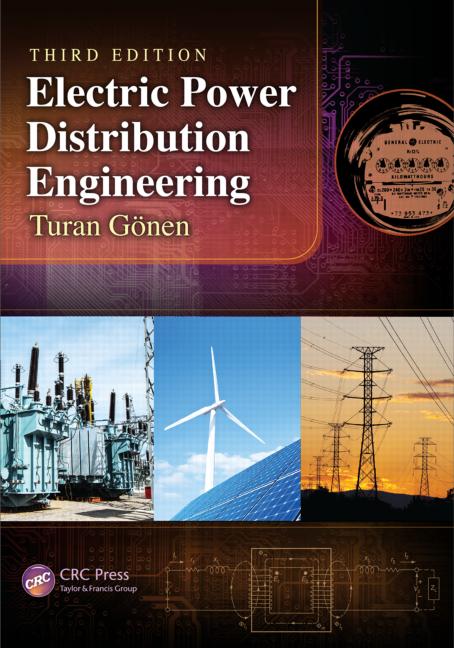 THIRD EDITION
Electric Power
Distribution
Engineering
Turan Gönen
GENERAL ELECTRIC
KILOWATTHOURS
CRC
CRC Press
Taylor & Francis Group